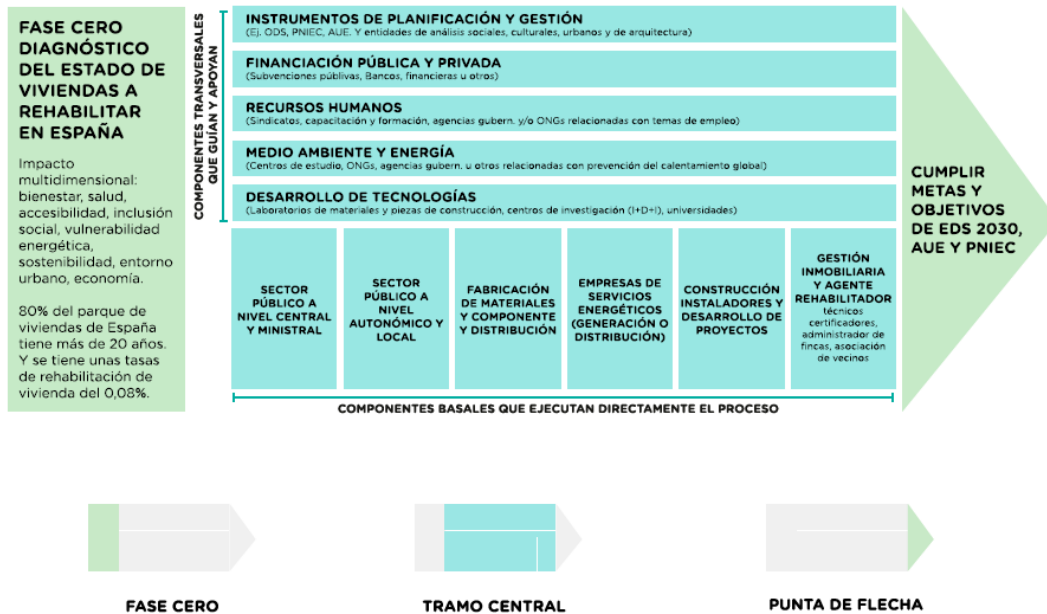 FASE CERO
DIAGNÓSTICO
DEL ESTADO DE
VIVIENDAS A
REHABILITAR
EN ESPAÑA
Impacto
multidimensional:
bienestar, salud,
accesibilidad, inclusión
social, vulnerabilidad
energética,
sostenibilidad, entorno
urbano, economía.
80% del parque de
viviendas de España
tiene más de 20 años.
Y se tiene unas tasas
de rehabilitación de
vivienda del 0,08%.
COMPONENTES TRANSVERSALES
QUE GUÍAN Y APOYAN
INSTRUMENTOS DE PLANIFICACIÓN Y GESTIÓN
(Ej. ODS, PNIEC, AUE. Y entidades de análisis sociales, culturales, urbanos y de arquitectura)
FINANCIACIÓN PÚBLICA Y PRIVADA
(Subvenciones púbivas, Bancos, financieras u otros)
RECURSOS HUMANOS
(Sindicatos, capacitación y formación, agencias gubern. y/o ONGs relacionadas con temas de empleo)
MEDIO AMBIENTE Y ENERGÍA
(Centros de estudio, ONGs, agencias gubern. u otros relacionadas con prevención del calentamiento global)
DESARROLLO DE TECNOLOGÍAS
(Laboratorios de materiales y piezas de construcción, centros de investigación (I+D+I), universidades)
SECTOR
PÚBLICO A
NIVEL CENTRAL
Y MINISTRAL
SECTOR
PÚBLICO A
NIVEL
AUTONÓMICO Y
LOCAL
FABRICACIÓN
DE MATERIALES
Y COMPONENTE
Y DISTRIBUCIÓN
EMPRESAS DE
SERVICIOS
ENERGÉTICOS
(GENERACIÓN O
DISTRIBUCIÓN)
CONSTRUCCIÓN
INSTALADORES Y
DESARROLLO DE
PROYECTOS
GESTIÓN
INMOBILIARIA
Y AGENTE
REHABILITADOR
técnicos
certificadores,
administrador de
fincas, asociación
de vecinos
COMPONENTES BASALES QUE EJECUTAN DIRECTAMENTE EL PROCESO
CUMPLIR
METAS Y
OBJETIVOS
DE EDS 2030,
AUE Y PNIEC
FASE CERO
TRAMO CENTRAL
PUNTA DE FLECHA